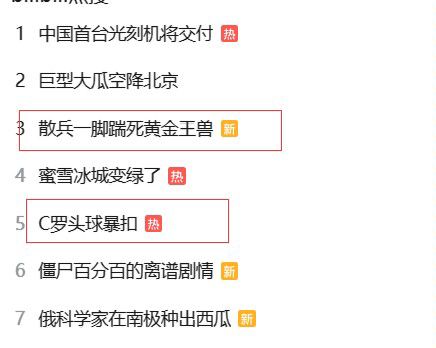 1 中国首台光刻机将交付 热
2 巨型大瓜空降北京
3 散兵一脚踹死黄金王兽 新
4 蜜雪冰城变绿了 热
5 C罗头球暴扣 热
6 僵尸百分百的离谱剧情 新
7 俄科学家在南极种出西瓜 新